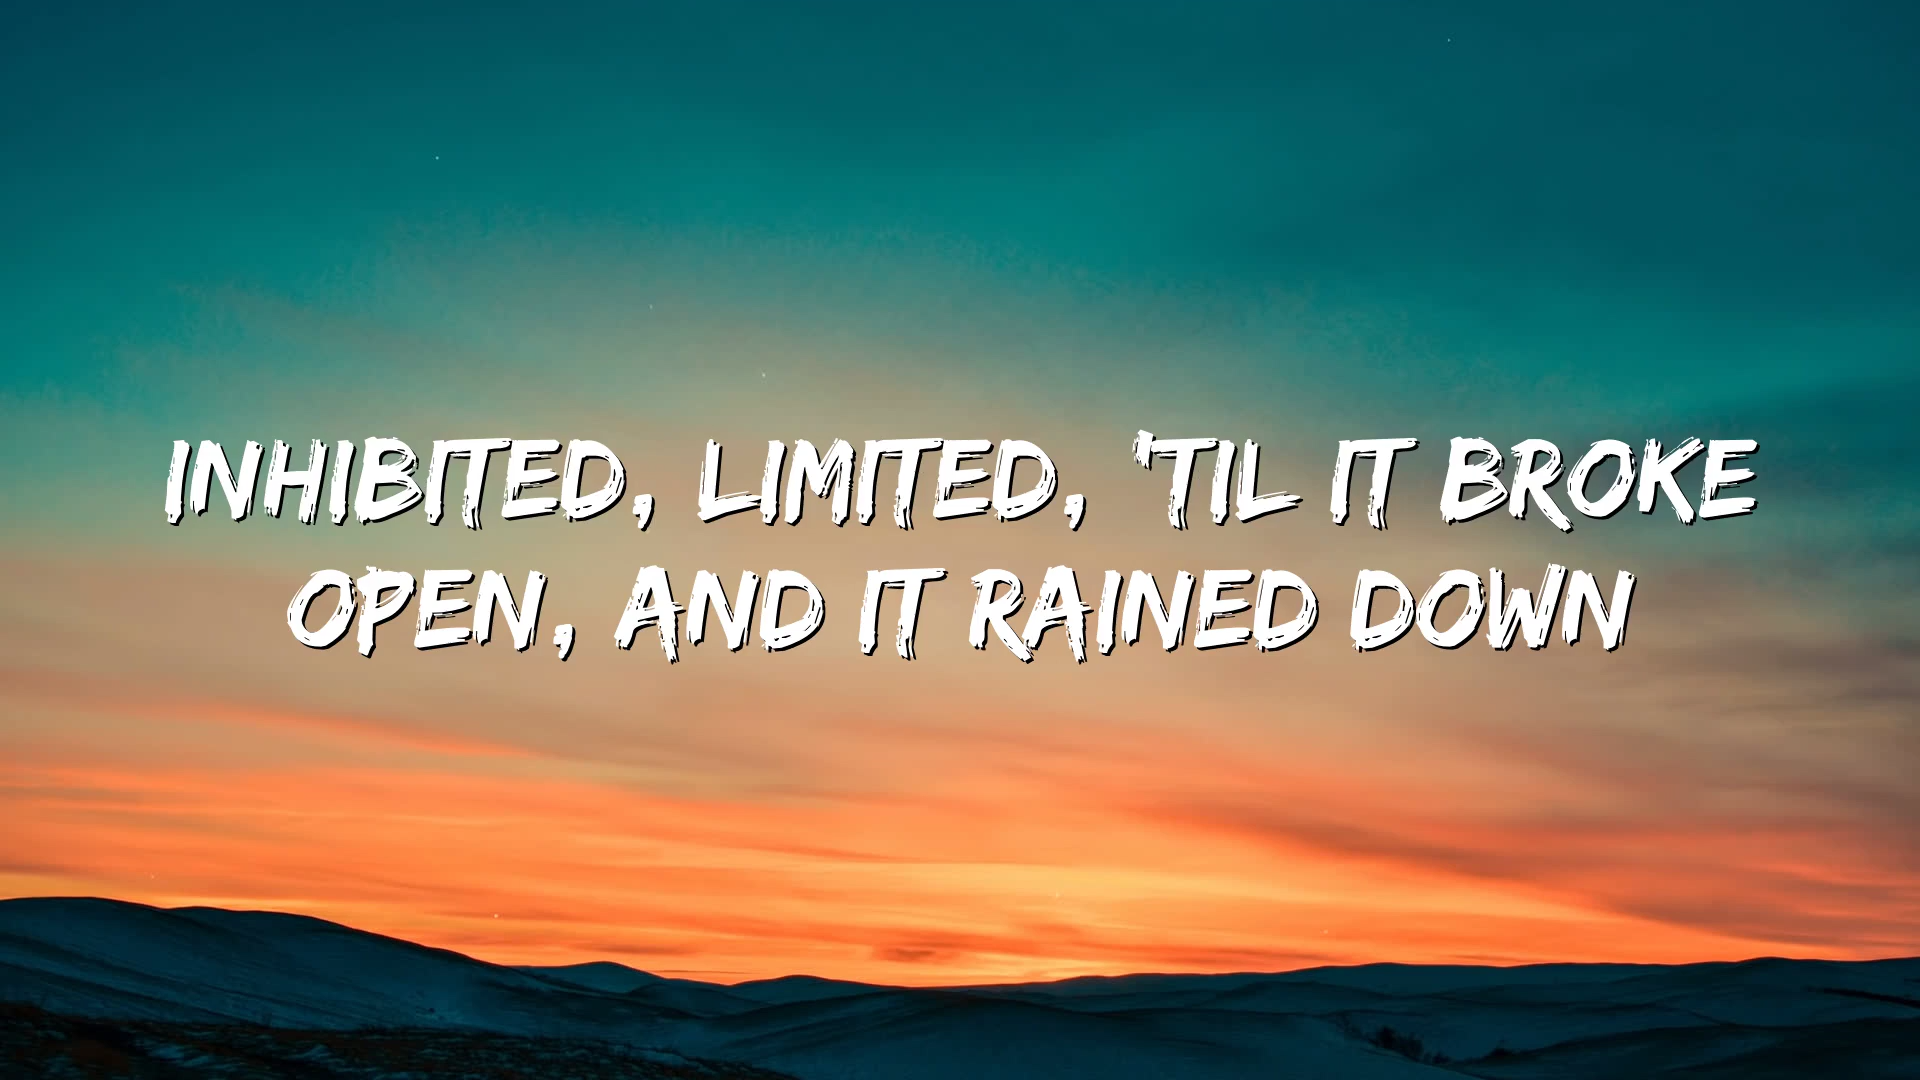 INHIBITED, LIMITED, 'TIL IT BROKE
OPEN, AND IT RAINED DOWN